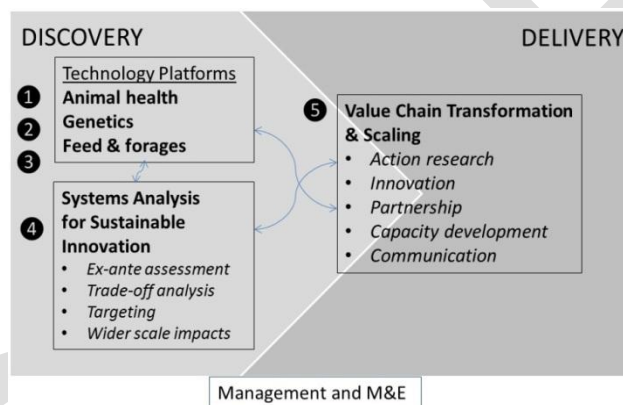 DISCOVERY
DELIVERY
Technology Platforms
1 Animal health
2 Genetics
3 Feed & forages
4 Systems Analysis
for Sustainable
Innovation
• Ex-ante assessment
• Trade-off analysis
• Targeting
• Wider scale impacts
5 Value Chain Transformation
& Scaling
• Action research
• Innovation
• Partnership
• Capacity development
• Communication
Management and M&E